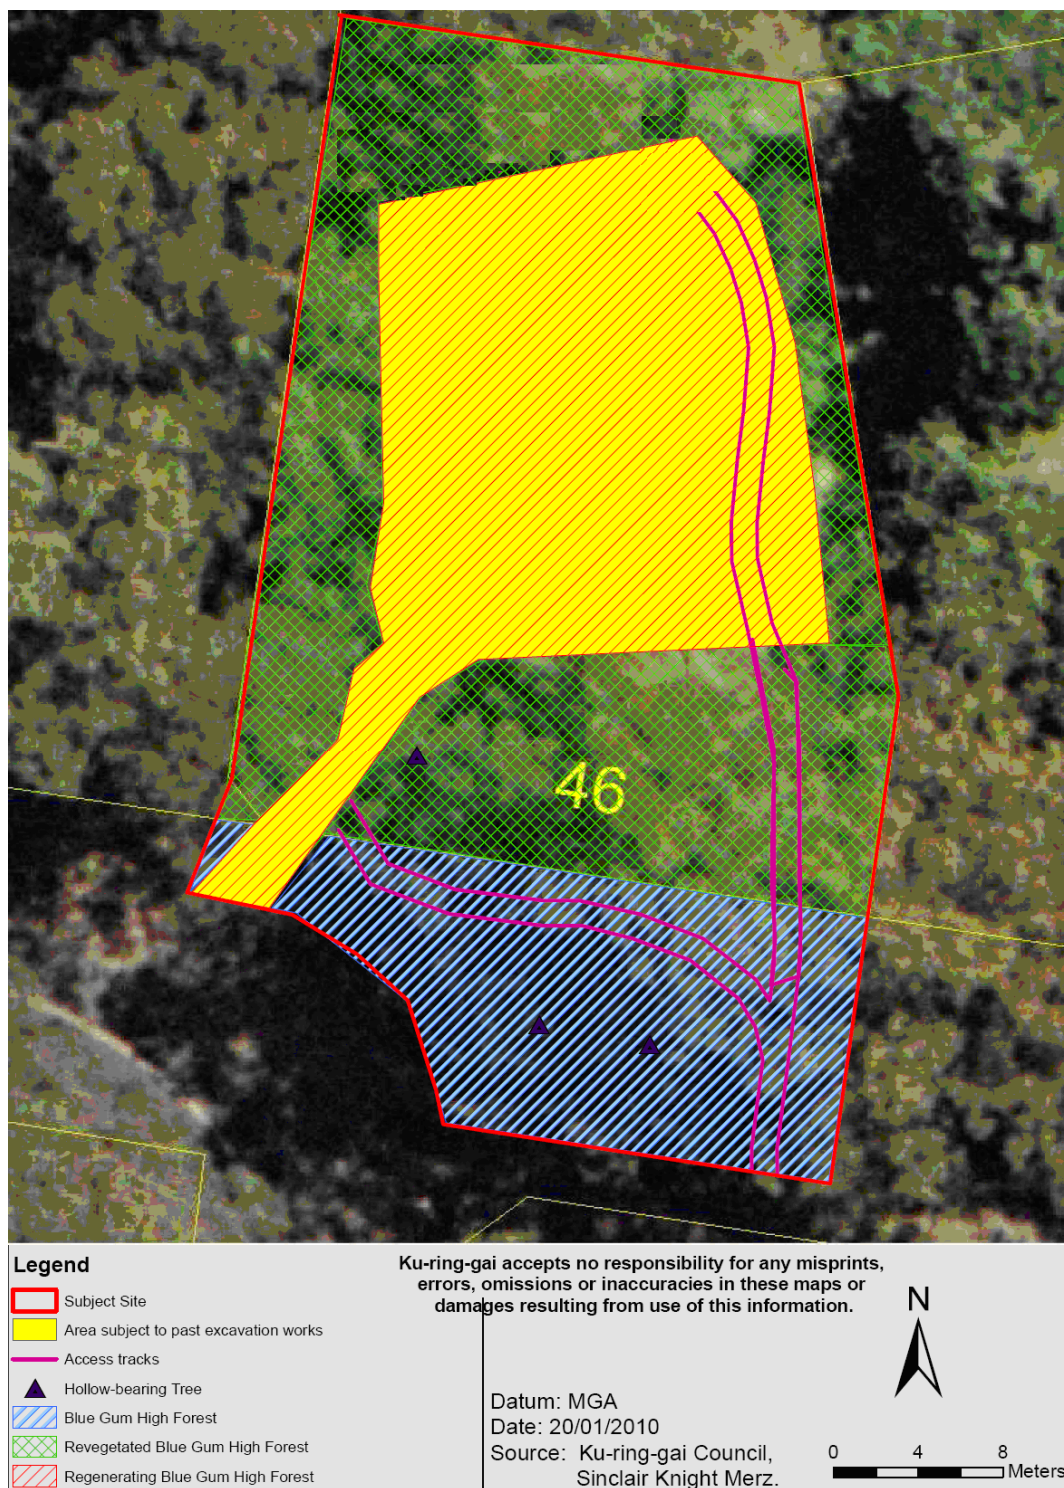 46
Legend
Subject Site
Area subject to past excavation works
Access tracks
Hollow-bearing Tree
Blue Gum High Forest
Revegetated Blue Gum High Forest
Regenerating Blue Gum High Forest
Ku-ring-gai accepts no responsibility for any misprints,
errors, omissions or inaccuracies in these maps or
damages resulting from use of this information.
Datum: MGA
Date: 20/01/2010
Source: Ku-ring-gai Council,
Sinclair Knight Merz.
N
0 4 8
Meters